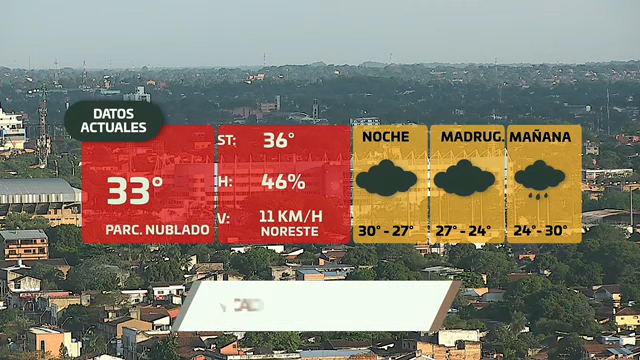 DATOS
ACTUALES
33°
PARC. NUBLADO
ST: 36°
H: 46%
V: 11 KM/H
NORESTE
NOCHE
30° - 27°
MADRUG.
27° - 24°
MAÑANA
24° - 30°